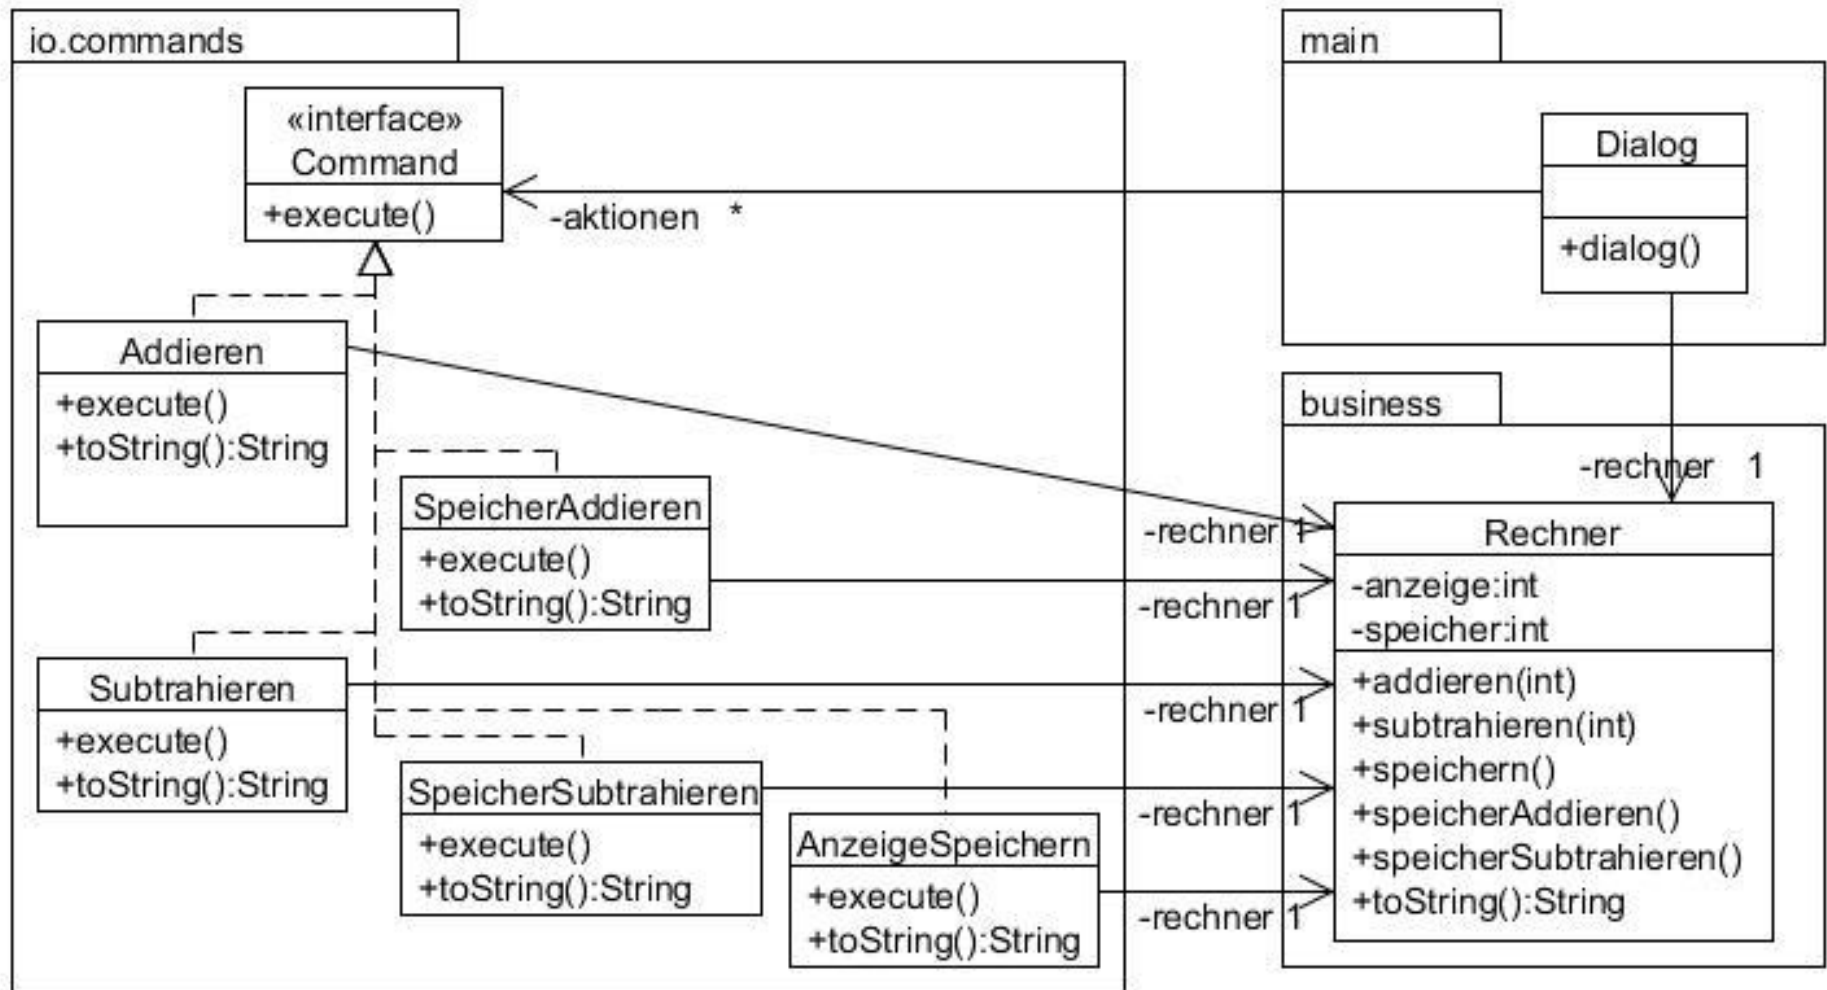 io.commands
«interface»
Command
+execute()
-aktionen *
Addieren
+execute()
+toString():String
SpeicherAddieren
+execute()
+toString():String
Subtrahieren
+execute()
+toString():String
SpeicherSubtrahieren
+execute()
+toString():String
AnzeigeSpeichern
+execute()
+toString():String
main
Dialog
+dialog()
business
-rechner 1
-rechner 1
-rechner 1
-rechner 1
-rechner 1
-rechner 1
Rechner
-anzeige:int
-speicher:int
+addieren(int)
+subtrahieren(int)
+speichern()
+speicherAddieren()
+speicherSubtrahieren()
+toString():String